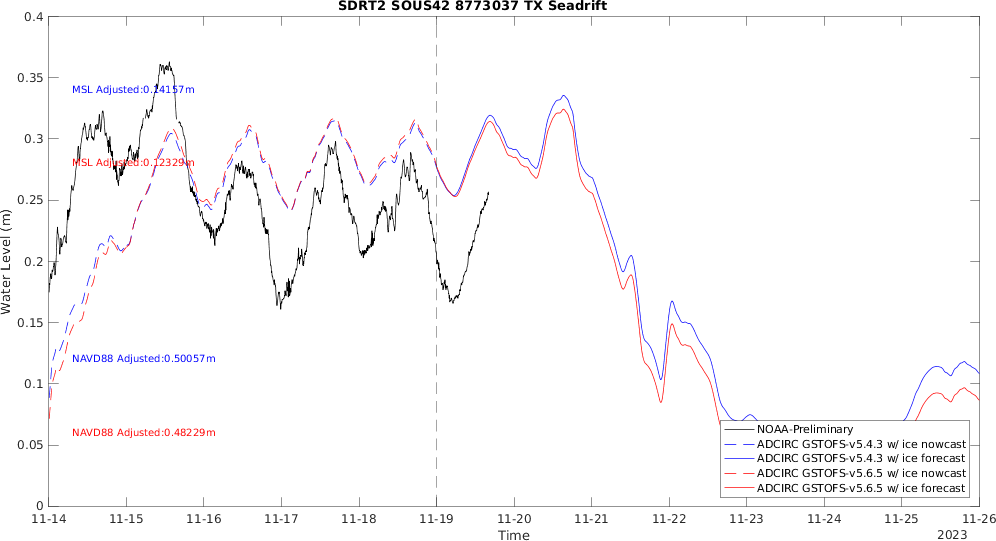 SDRT2 SOUS42 8773037 TX Seadrift
Water Level (m)
0.4
0.35
0.3
0.25
0.2
0.15
0.1
0.05
0
MSL Adjusted:0.14157m
MSL Adjusted:0.12329m
NAVD88 Adjusted:0.50057m
NAVD88 Adjusted:0.48229m
NOAA-Preliminary
ADCIRC GSTOFS-v5.4.3 w/ ice nowcast
ADCIRC GSTOFS-v5.4.3 w/ ice forecast
ADCIRC GSTOFS-v5.6.5 w/ ice nowcast
ADCIRC GSTOFS-v5.6.5 w/ ice forecast
11-14 11-15 11-16 11-17 11-18 11-19 11-20 11-21 11-22 11-23 11-24 11-25 11-26
Time
2023